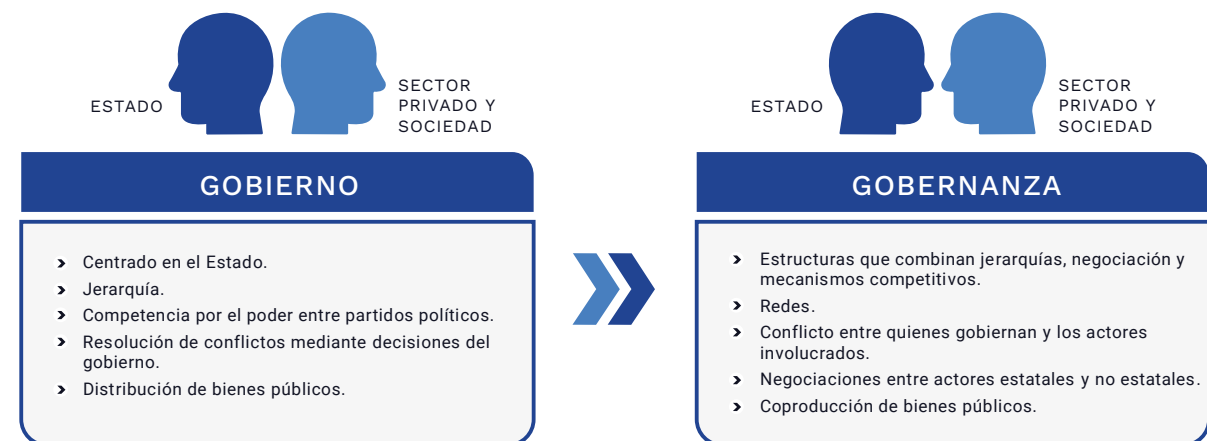 ESTADO
SECTOR
PRIVADO Y
SOCIEDAD
GOBIERNO
Centrado en el Estado.
Jerarquía.
Competencia por el poder entre partidos políticos.
Resolución de conflictos mediante decisiones del
gobierno.
Distribución de bienes públicos.
ESTADO
SECTOR
PRIVADO Y
SOCIEDAD
GOBERNANZA
Estructuras que combinan jerarquías, negociación y
mecanismos competitivos.
Redes.
Conflicto entre quienes gobiernan y los actores
involucrados.
Negociaciones entre actores estatales y no estatales.
Coproducción de bienes públicos.